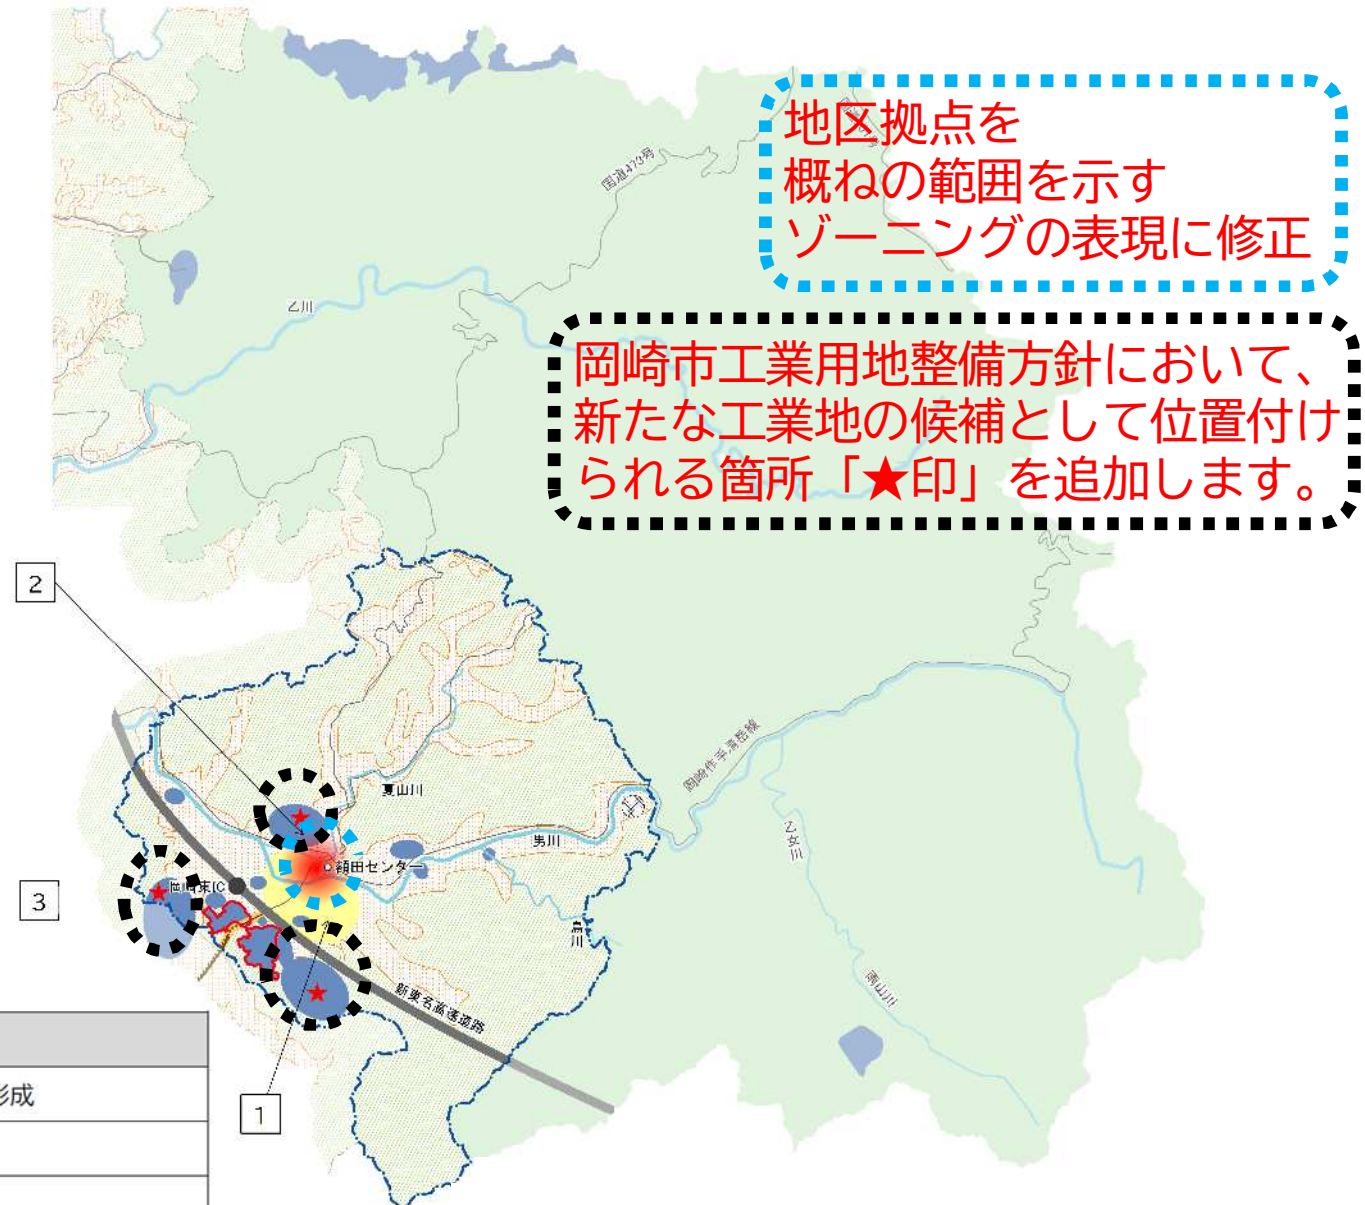 地区拠点を
概ねの範囲を示す
ゾーニングの表現に修正
国道473号
乙川
岡崎市工業用地整備方針において、
新たな工業地の候補として位置付け
られる箇所「★印」を追加します。
2
岡崎作手清岳線
夏山川
男川
乙女川
額田センター
岡崎東IC
3
鳥川
雨山川
新東名高速道路
形成
1